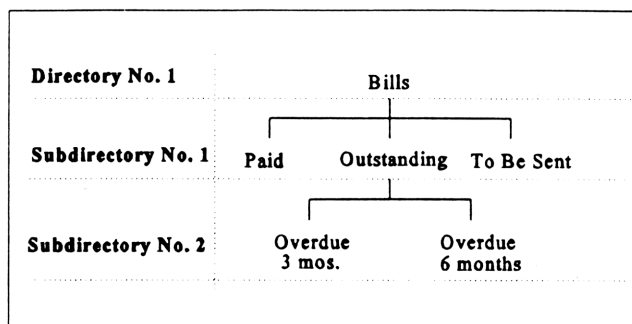 Directory No. 1 Bills
Subdirectory No. 1 Paid Outstanding To Be Sent
Subdirectory No. 2 Overdue 3 mos. Overdue 6 months